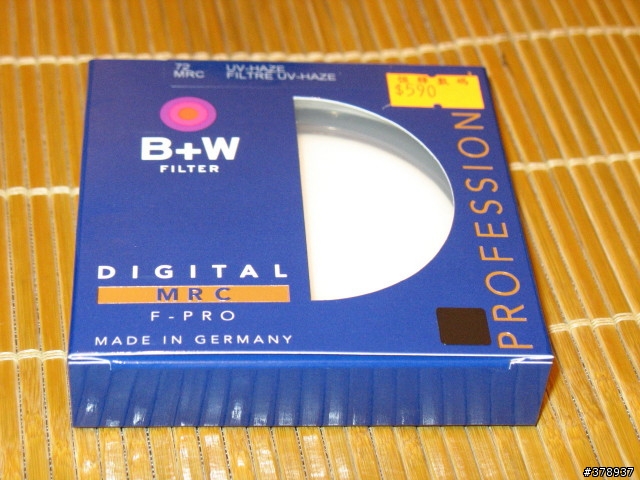 72 UV-HAZE
MRC FILTRE UV-HAZE
$590
B+W
FILTER
DIGITAL
MRC
F-PRO
MADE IN GERMANY
PROFESSION
#378937